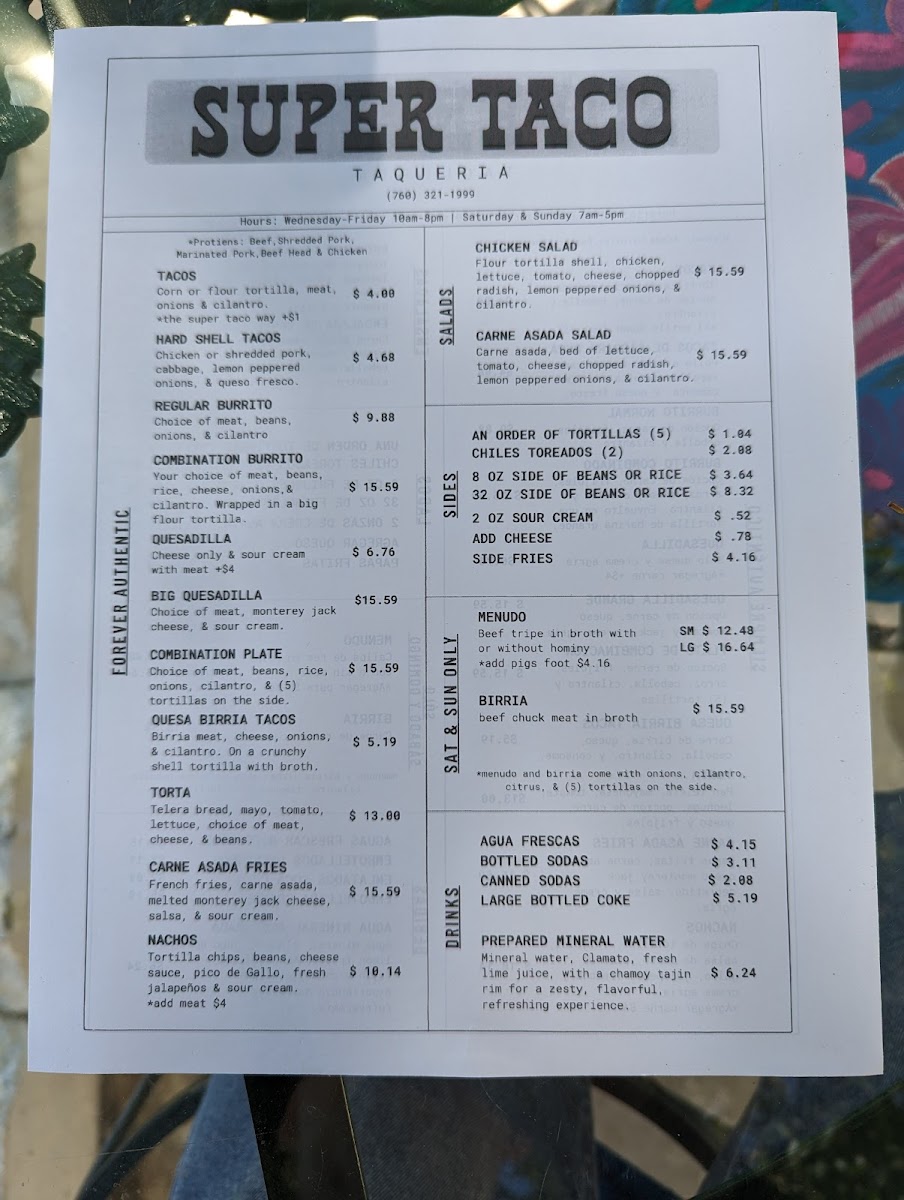 SUPER TACO
TAQUERIA
(760) 321-1999
Hours: Wednesday-Friday 10am-8pm | Saturday & Sunday 7am-5pm
*Protiens: Beef,Shredded Pork,
Marinated Pork,Beef Head & Chicken
FOREVER AUTHENTIC
TACOS
Corn or flour tortilla, meat, $ 4.00
onions & cilantro.
*the super taco way +$1
HARD SHELL TACOS
Chicken or shredded pork, $ 4.68
cabbage, lemon peppered
onions, & queso fresco.
REGULAR BURRITO
Choice of meat, beans, $ 9.88
onions, & cilantro
COMBINATION BURRITO
Your choice of meat, beans,
rice, cheese, onions,& $ 15.59
cilantro. Wrapped in a big
flour tortilla.
QUESADILLA
Cheese only & sour cream $ 6.76
with meat +$4
BIG QUESADILLA $15.59
Choice of meat, monterey jack
cheese, & sour cream.
COMBINATION PLATE
Choice of meat, beans, rice, $ 15.59
onions, cilantro, & (5)
tortillas on the side.
QUESA BIRRIA TACOS
Birria meat, cheese, onions, $ 5.19
& cilantro. On a crunchy
shell tortilla with broth.
TORTA
Telera bread, mayo, tomato, $ 13.00
lettuce, choice of meat,
cheese, & beans.
CARNE ASADA FRIES
French fries, carne asada, $ 15.59
melted monterey jack cheese,
salsa, & sour cream.
NACHOS
Tortilla chips, beans, cheese
sauce, pico de Gallo, fresh $ 10.14
jalapeños & sour cream.
*add meat $4
SALADS
CHICKEN SALAD
Flour tortilla shell, chicken,
lettuce, tomato, cheese, chopped $ 15.59
radish, lemon peppered onions, &
cilantro.
CARNE ASADA SALAD
Carne asada, bed of lettuce, $ 15.59
tomato, cheese, chopped radish,
lemon peppered onions, & cilantro.
SIDES
AN ORDER OF TORTILLAS (5) $ 1.04
CHILES TOREADOS (2) $ 2.08
8 OZ SIDE OF BEANS OR RICE $ 3.64
32 OZ SIDE OF BEANS OR RICE $ 8.32
2 OZ SOUR CREAM $ .52
ADD CHEESE $ .78
SIDE FRIES $ 4.16
SAT & SUN ONLY
MENUDO
Beef tripe in broth with SM $ 12.48
or without hominy LG $ 16.64
*add pigs foot $4.16
BIRRIA $ 15.59
beef chuck meat in broth
*menudo and birria come with onions, cilantro,
citrus, & (5) tortillas on the side.
DRINKS
AGUA FRESCAS $ 4.15
BOTTLED SODAS $ 3.11
CANNED SODAS $ 2.08
LARGE BOTTLED COKE $ 5.19
PREPARED MINERAL WATER
Mineral water, Clamato, fresh
lime juice, with a chamoy tajin $ 6.24
rim for a zesty, flavorful,
refreshing experience.